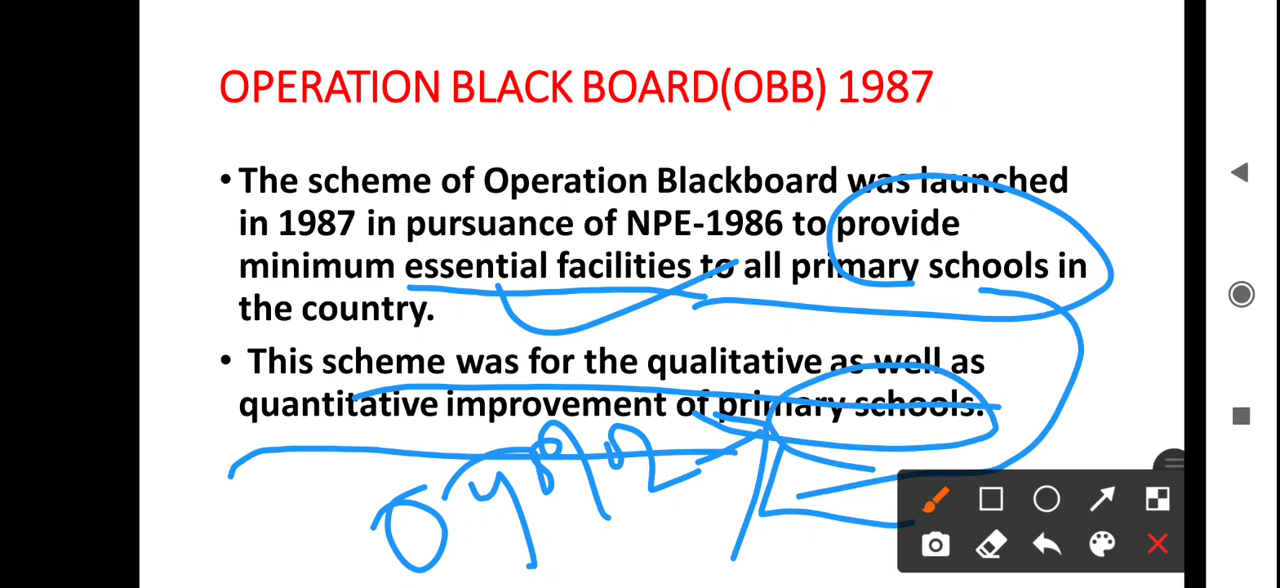 OPERATION BLACK BOARD(OBB) 1987
• The scheme of Operation Blackboard was launched
in 1987 in pursuance of NPE-1986 to provide
minimum essential facilities to all primary schools in
the country.
• This scheme was for the qualitative as well as
quantitative improvement of primary schools.